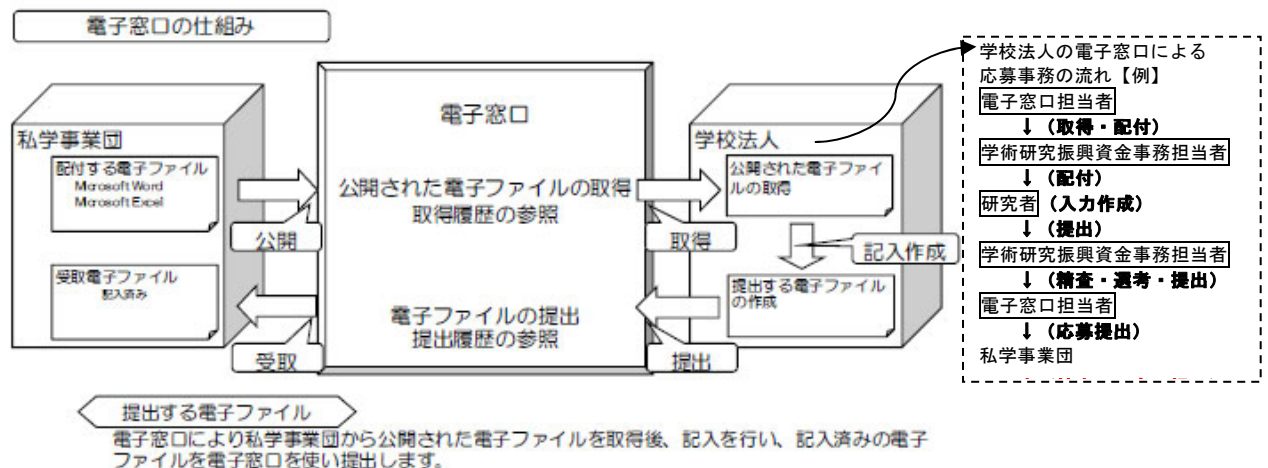 電子窓口の仕組み
私学事業団
配付する電子ファイル
Microsoft Word
Microsoft Excel
受取電子ファイル
記入済み
公開
受取
電子窓口
公開された電子ファイルの取得
取得履歴の参照
電子ファイルの提出
提出履歴の参照
取得
提出
学校法人
公開された電子ファイ
ルの取得
記入作成
提出する電子ファイル
の作成
学校法人の電子窓口による
応募事務の流れ【例】
電子窓口担当者
↓（取得・配付）
学術研究振興資金事務担当者
↓（配付）
研究者（入力作成）
↓（提出）
学術研究振興資金事務担当者
↓（精査・選考・提出）
電子窓口担当者
↓（応募提出）
私学事業団
提出する電子ファイル
電子窓口により私学事業団から公開された電子ファイルを取得後、記入を行い、記入済みの電子
ファイルを電子窓口を使い提出します。